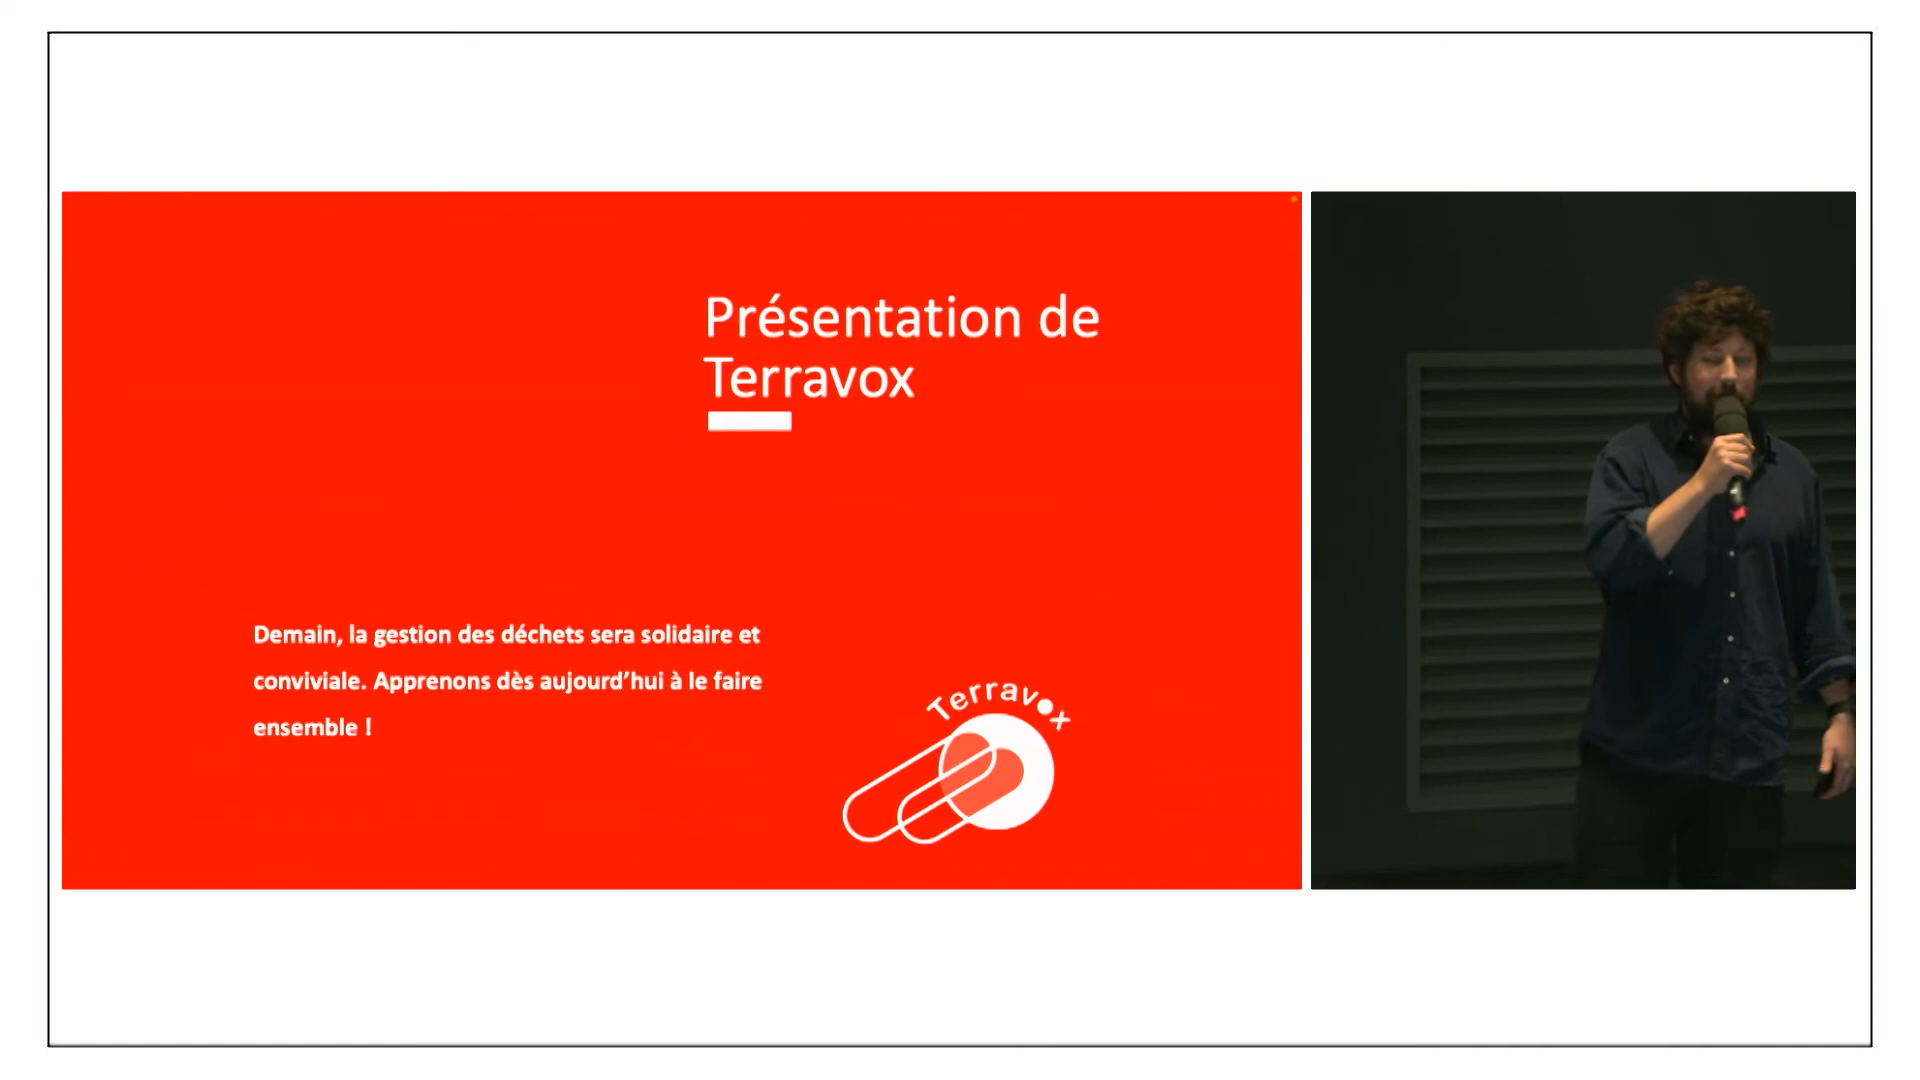 Présentation de
Terravox
Demain, la gestion des déchets sera solidaire et
conviviale. Apprenons dès aujourd’hui à le faire
ensemble !
Terravox